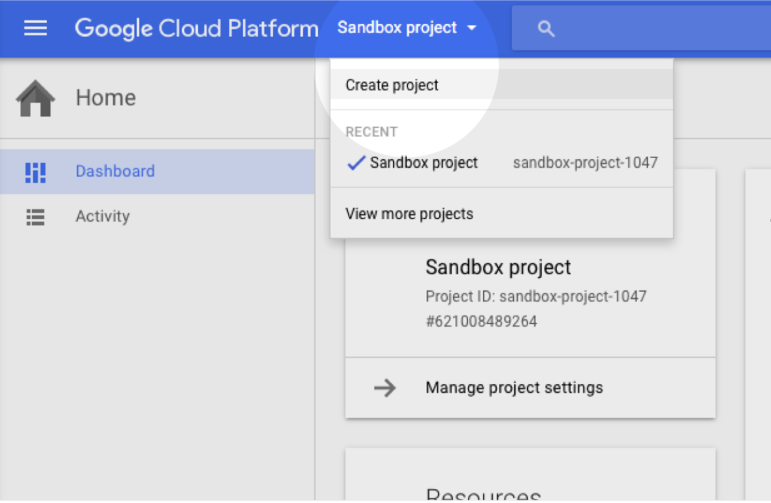 Google Cloud Platform Sandbox project
Home
Create project
RECENT
Dashboard
Sandbox project sandbox-project-1047
Activity
View more projects
Sandbox project
Project ID: sandbox-project-1047
#621008489264
Manage project settings
Resources